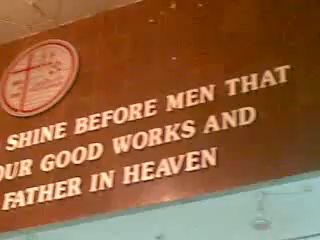 SHINE BEFORE MEN THAT
OUR GOOD WORKS AND
FATHER IN HEAVEN